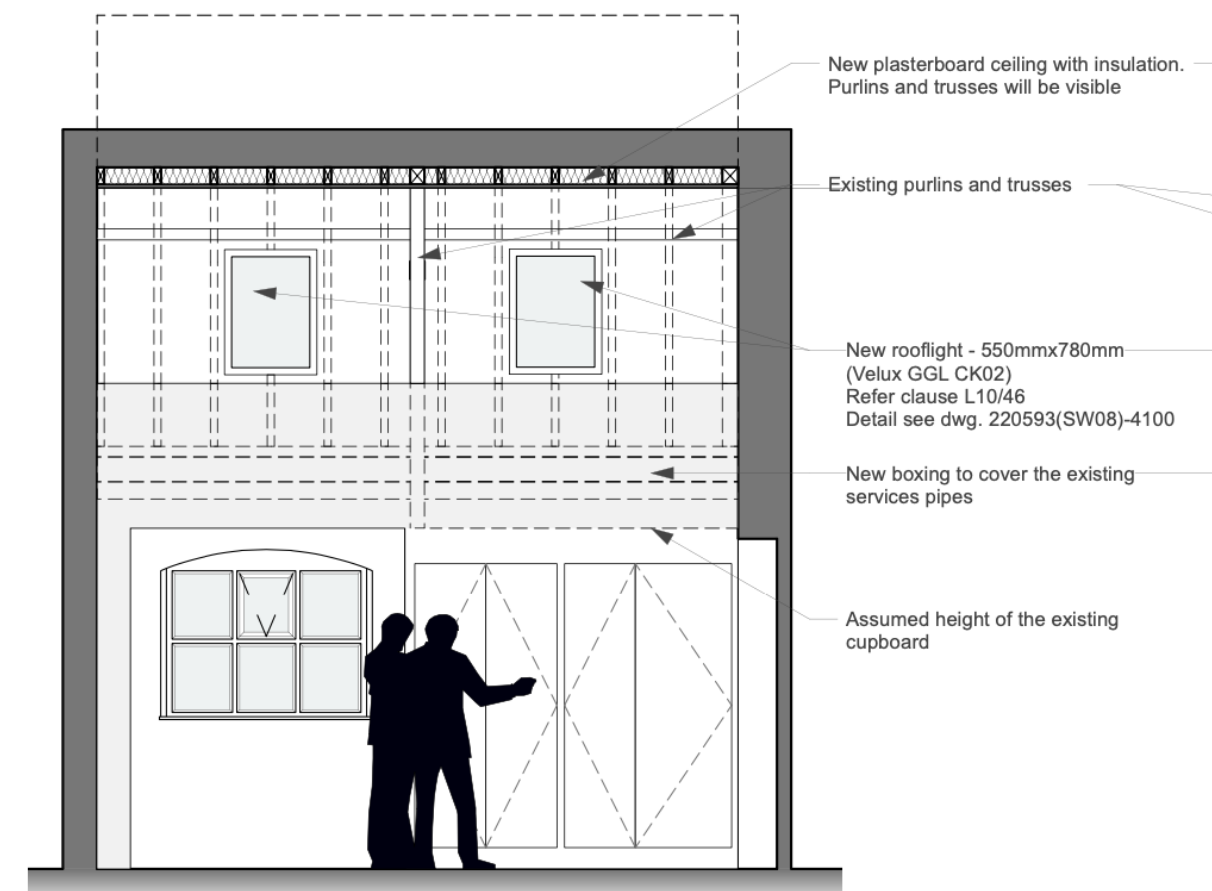 New plasterboard ceiling with insulation.
Purlins and trusses will be visible
Existing purlins and trusses
New rooflight - 550mmx780mm
(Velux GGL CK02)
Refer clause L10/46
Detail see dwg. 220593(SW08)-4100
New boxing to cover the existing
services pipes
Assumed height of the existing
cupboard